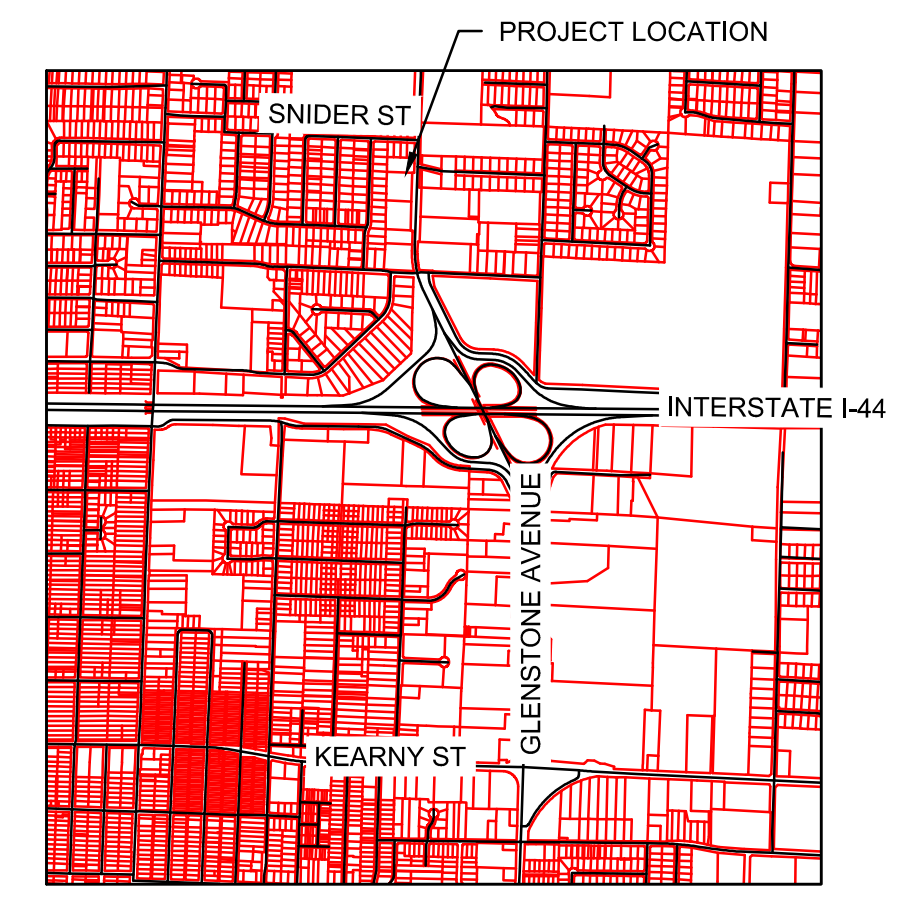 PROJECT LOCATION
SNIDER ST
INTERSTATE I-44
GLENSTONE AVENUE
KEARNY ST